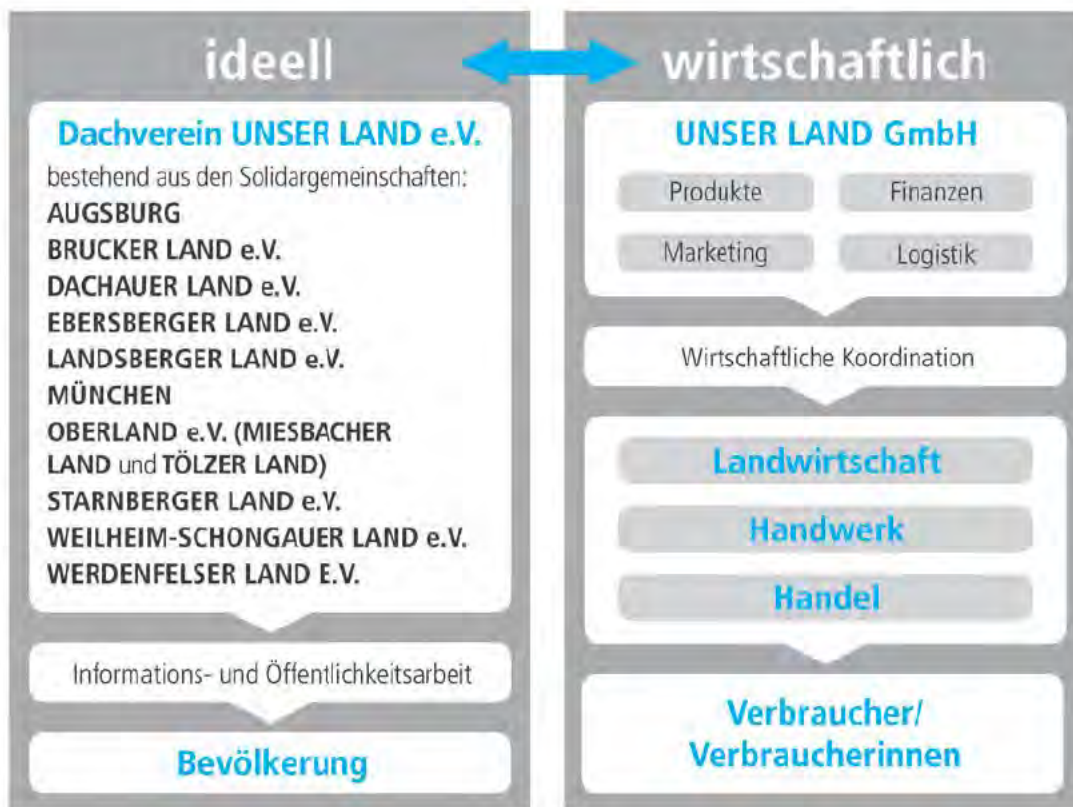 ideell
Dachverein UNSER LAND e.V.
bestehend aus den Solidargemeinschaften:
AUGSBURG
BRUCKER LAND e.V.
DACHAUER LAND e.V.
EBERSBERGER LAND e.V.
LANDSBERGER LAND e.V.
MÜNCHEN
OBERLAND e.V. (MIESBACHER
LAND und TÖLZER LAND)
STARNBERGER LAND e.V.
WEILHEIM-SCHONGAUER LAND e.V.
WERDENFELSER LAND E.V.
Informations- und Öffentlichkeitsarbeit
Bevölkerung
wirtschaftlich
UNSER LAND GmbH
Produkte Finanzen
Marketing Logistik
Wirtschaftliche Koordination
Landwirtschaft
Handwerk
Handel
Verbraucher/
Verbraucherinnen